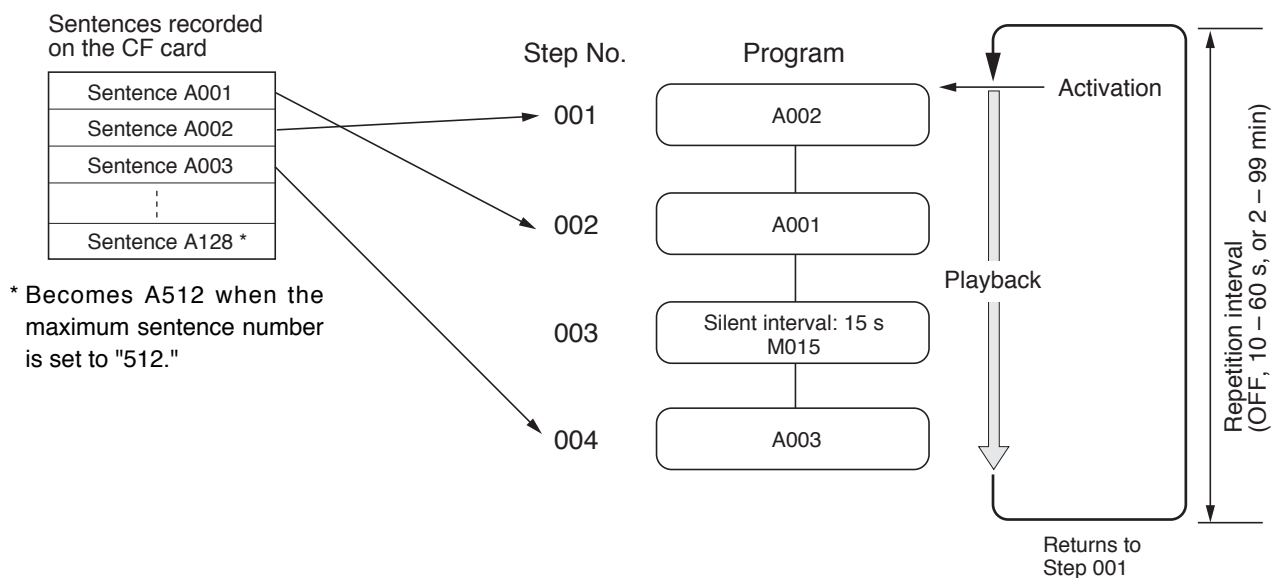 Sentences recorded
on the CF card
Sentence A001
Sentence A002
Sentence A003
Sentence A128 *
* Becomes A512 when the
maximum sentence number
is set to "512."
Step No.
001
002
003
004
Program
A002
A001
Silent interval: 15 s
M015
A003
Activation
Playback
Returns to
Step 001
Repetition interval
(OFF, 10 – 60 s, or 2 – 99 min)